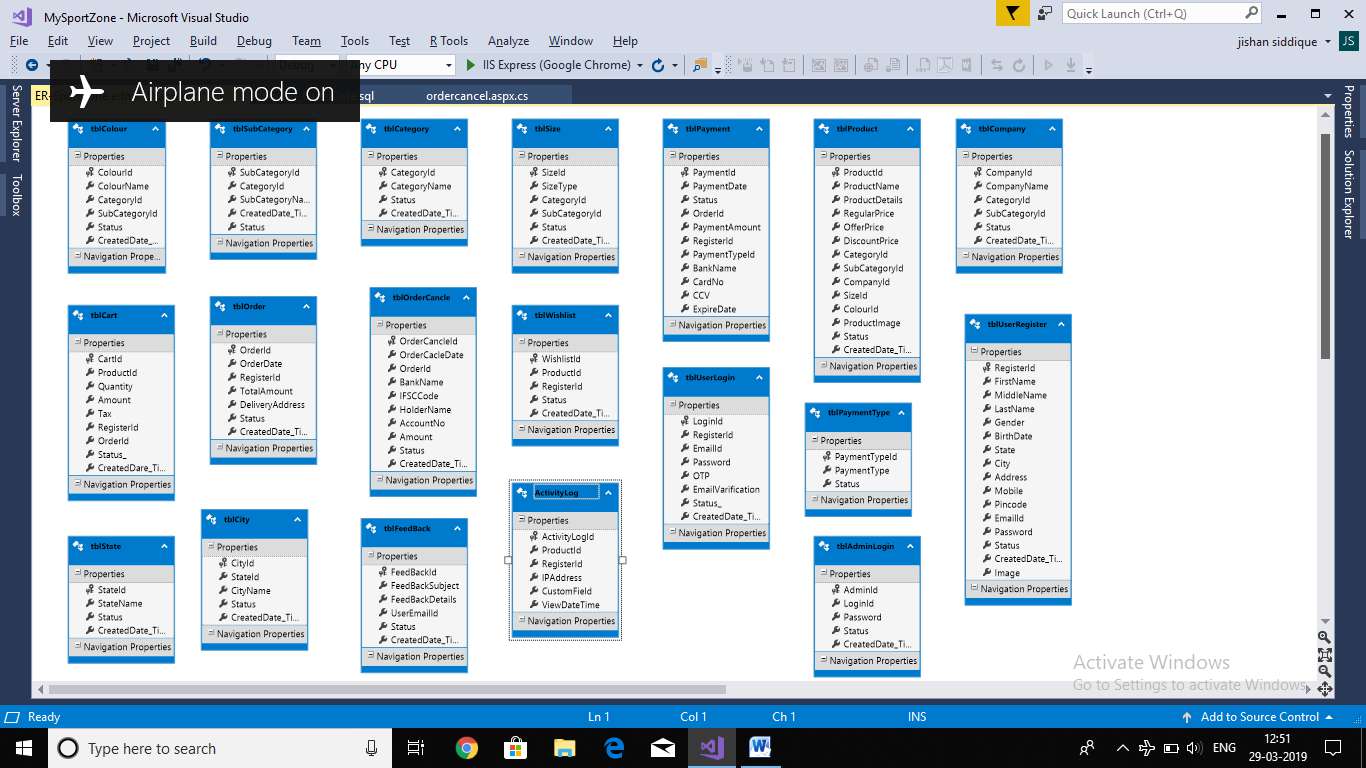 MySportZone - Microsoft Visual Studio
Quick Launch (Ctrl+Q)
File Edit View Project Build Debug Team Tools Test R Tools Analyze Window Help
jishan siddique JS
ny CPU IIS Express (Google Chrome)
Airplane mode on
ER-E sql ordercancel.aspx.cs
Server Explorer
Toolbox
Properties
Solution Explorer
tblColour
Properties
ColourId
ColourName
CategoryId
SubCategoryId
Status
CreatedDate_...
Navigation Prope...
tblSubCategory
Properties
SubCategoryId
CategoryId
SubCategoryNa...
CreatedDate_Ti...
Status
Navigation Properties
tblCategory
Properties
CategoryId
CategoryName
Status
CreatedDate_Ti...
Navigation Properties
tblSize
Properties
SizeId
SizeType
CategoryId
SubCategoryId
Status
CreatedDate_Ti...
Navigation Properties
tblPayment
Properties
PaymentId
PaymentDate
Status
OrderId
PaymentAmount
RegisterId
PaymentTypeId
BankName
CardNo
CCV
ExpireDate
Navigation Properties
tblProduct
Properties
ProductId
ProductName
ProductDetails
RegularPrice
OfferPrice
DiscountPrice
CategoryId
SubCategoryId
CompanyId
SizeId
ColourId
ProductImage
Status
CreatedDate_Ti...
Navigation Properties
tblCompany
Properties
CompanyId
CompanyName
CategoryId
SubCategoryId
Status
CreatedDate_Ti...
Navigation Properties
tblCart
Properties
CartId
ProductId
Quantity
Amount
Tax
RegisterId
OrderId
Status_
CreatedDare_Ti...
Navigation Properties
tblOrder
Properties
OrderId
OrderDate
RegisterId
TotalAmount
DeliveryAddress
Status
CreatedDate_Ti...
Navigation Properties
tblOrderCancle
Properties
OrderCancleId
OrderCacleDate
OrderId
BankName
IFSCCode
HolderName
AccountNo
Amount
Status
CreatedDate_Ti...
Navigation Properties
tblWishlist
Properties
WishlistId
ProductId
RegisterId
Status
CreatedDate_Ti...
Navigation Properties
tblUserLogin
Properties
LoginId
RegisterId
EmailId
Password
OTP
EmailVarification
Status_
CreatedDate_Ti...
Navigation Properties
tblPaymentType
Properties
PaymentTypeId
PaymentType
Status
Navigation Properties
tblUserRegister
Properties
RegisterId
FirstName
MiddleName
LastName
Gender
BirthDate
State
City
Address
Mobile
Pincode
EmailId
Password
Status
CreatedDate_Ti...
Image
Navigation Properties
tblState
Properties
StateId
StateName
Status
CreatedDate_Ti...
Navigation Properties
tblCity
Properties
CityId
StateId
CityName
Status
CreatedDate_Ti...
Navigation Properties
tblFeedBack
Properties
FeedBackId
FeedBackSubject
FeedBackDetails
UserEmailId
Status
CreatedDate_Ti...
Navigation Properties
ActivityLog
Properties
ActivityLogId
ProductId
RegisterId
IPAddress
CustomField
ViewDateTime
Navigation Properties
tblAdminLogin
Properties
AdminId
LoginId
Password
Status
CreatedDate_Ti...
Navigation Properties
Activate Windows
Go to Settings to activate Windows.
Ready Ln 1 Col 1 Ch 1 INS Add to Source Control
Type here to search
ENG
12:51
29-03-2019